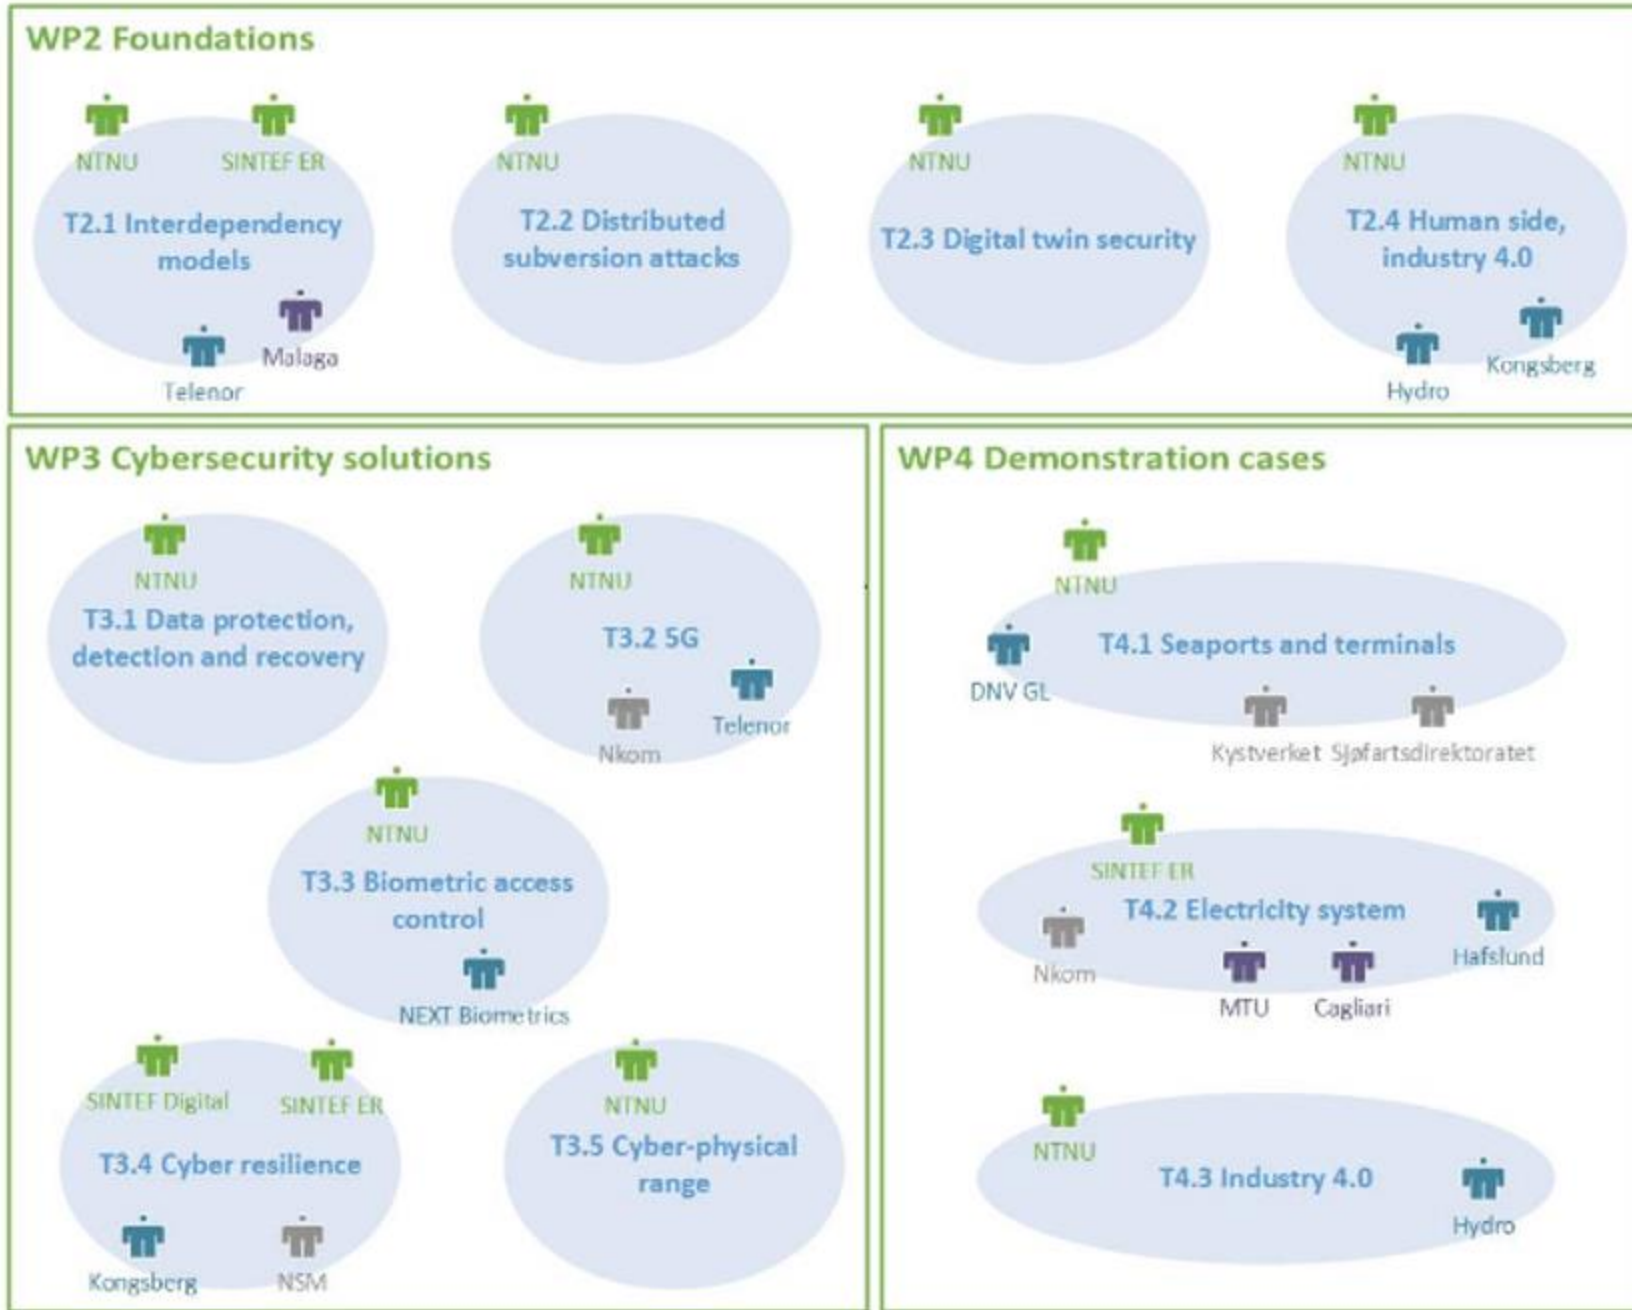 WP2 Foundations
NTNU
SINTEF ER
T2.1 Interdependency
models
Malaga
Telenor
NTNU
T2.2 Distributed
subversion attacks
NTNU
T2.3 Digital twin security
NTNU
T2.4 Human side,
industry 4.0
Kongsberg
Hydro
WP3 Cybersecurity solutions
NTNU
T3.1 Data protection,
detection and recovery
NTNU
T3.2 5G
Telenor
Nkom
NTNU
T3.3 Biometric access
control
NEXT Biometrics
SINTEF Digital
SINTEF ER
T3.4 Cyber resilience
Kongsberg
NSM
NTNU
T3.5 Cyber-physical
range
WP4 Demonstration cases
NTNU
T4.1 Seaports and terminals
DNV GL
Kystverket
Sjøfartsdirektoratet
SINTEF ER
T4.2 Electricity system
Hafslund
Nkom
MTU
Cagliari
NTNU
T4.3 Industry 4.0
Hydro